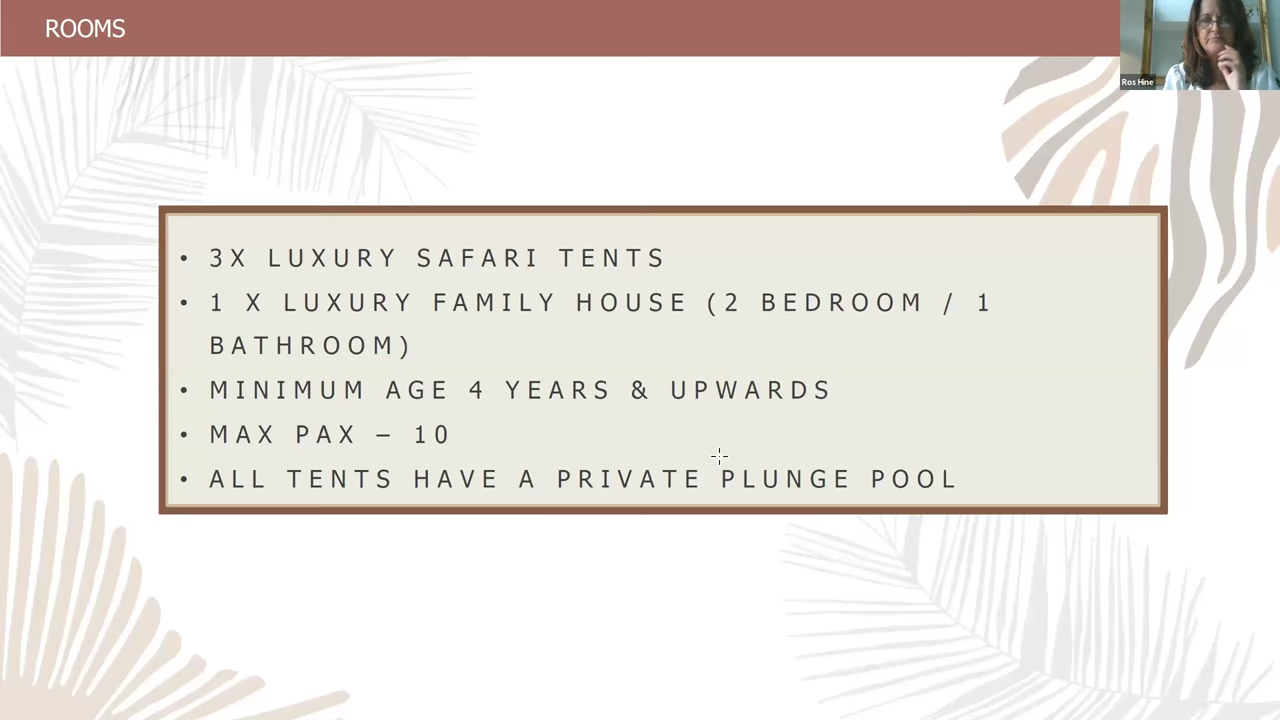 ROOMS
Ros Hine
• 3X LUXURY SAFARI TENTS
• 1 X LUXURY FAMILY HOUSE (2 BEDROOM / 1
BATHROOM)
• MINIMUM AGE 4 YEARS & UPWARDS
• MAX PAX – 10
• ALL TENTS HAVE A PRIVATE PLUNGE POOL